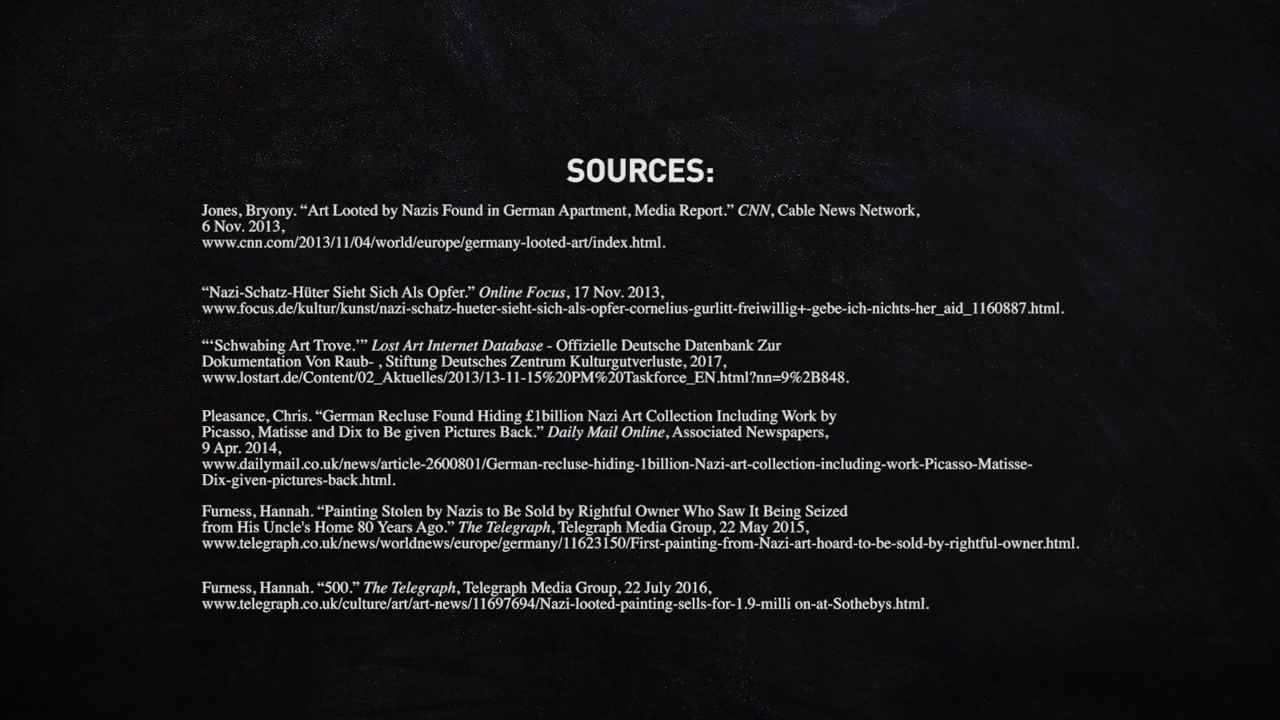 SOURCES:
Jones, Bryony. “Art Looted by Nazis Found in German Apartment, Media Report.” CNN, Cable News Network,
6 Nov. 2013,
www.cnn.com/2013/11/04/world/europe/germany-looted-art/index.html.
“Nazi-Schatz-Hüter Sieht Sich Als Opfer.” Online Focus, 17 Nov. 2013,
www.focus.de/kultur/kunst/nazi-schatz-hueter-sieht-sich-als-opfer-cornelius-gurlitt-freiwillig+-gebe-ich-nichts-her_aid_1160887.html.
“‘Schwabing Art Trove.’” Lost Art Internet Database - Offizielle Deutsche Datenbank Zur
Dokumentation Von Raub- , Stiftung Deutsches Zentrum Kulturgutverluste, 2017,
www.lostart.de/Content/02_Aktuelles/2013/13-11-15%20PM%20Taskforce_EN.html?nn=9%2B848.
Pleasance, Chris. “German Recluse Found Hiding £1billion Nazi Art Collection Including Work by
Picasso, Matisse and Dix to Be given Pictures Back.” Daily Mail Online, Associated Newspapers,
9 Apr. 2014,
www.dailymail.co.uk/news/article-2600801/German-recluse-hiding-1billion-Nazi-art-collection-including-work-Picasso-Matisse-
Dix-given-pictures-back.html.
Furness, Hannah. “Painting Stolen by Nazis to Be Sold by Rightful Owner Who Saw It Being Seized
from His Uncle's Home 80 Years Ago.” The Telegraph, Telegraph Media Group, 22 May 2015,
www.telegraph.co.uk/news/worldnews/europe/germany/11623150/First-painting-from-Nazi-art-hoard-to-be-sold-by-rightful-owner.html.
Furness, Hannah. “500.” The Telegraph, Telegraph Media Group, 22 July 2016,
www.telegraph.co.uk/culture/art/art-news/11697694/Nazi-looted-painting-sells-for-1.9-milli on-at-Sothebys.html.